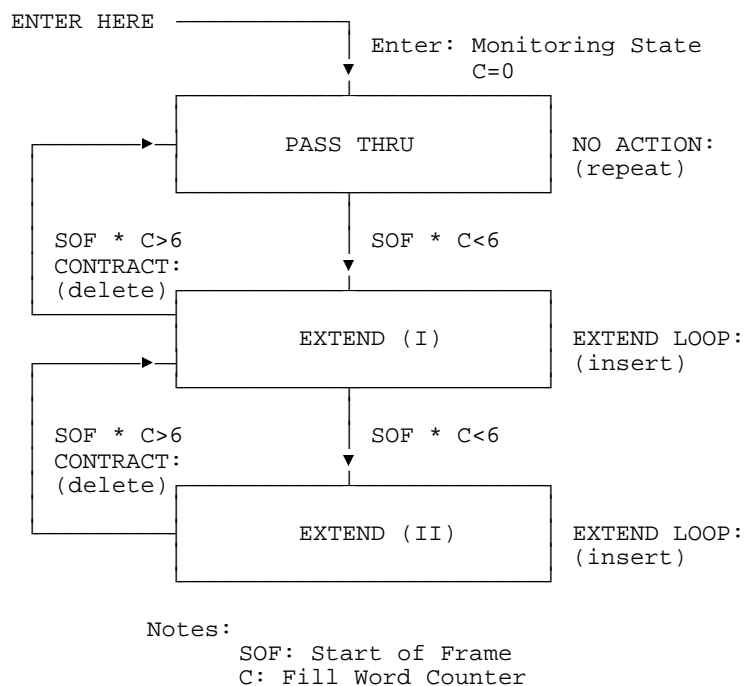 ENTER HERE
Enter: Monitoring State
C=0
PASS THRU
NO ACTION:
(repeat)
SOF * C>6
CONTRACT:
(delete)
SOF * C<6
EXTEND (I)
EXTEND LOOP:
(insert)
SOF * C>6
CONTRACT:
(delete)
SOF * C<6
EXTEND (II)
EXTEND LOOP:
(insert)
Notes:
SOF: Start of Frame
C: Fill Word Counter